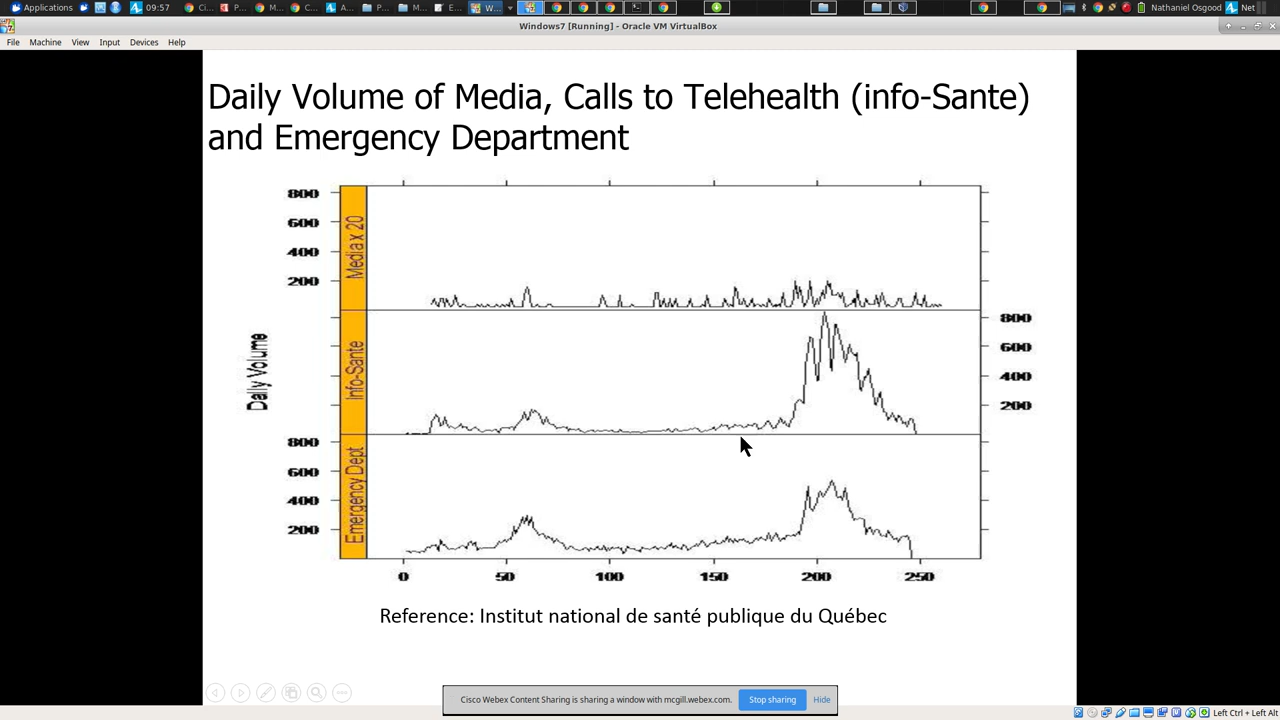 Applications 09:57 Ci... P... M... C... A... P... M... E... W... Nathaniel Osgood Net
Windows7 [Running] - Oracle VM VirtualBox
File Machine View Input Devices Help
Daily Volume of Media, Calls to Telehealth (info-Sante)
and Emergency Department
800
600
400
200
Media x 20
Daily Volume
Info-Sante
800
600
400
200
800
600
400
200
Emergency Dept
0 50 100 150 200 250
Reference: Institut national de santé publique du Québec
Cisco Webex Content Sharing is sharing a window with mcgill.webex.com. Stop sharing Hide
Left Ctrl + Left Alt